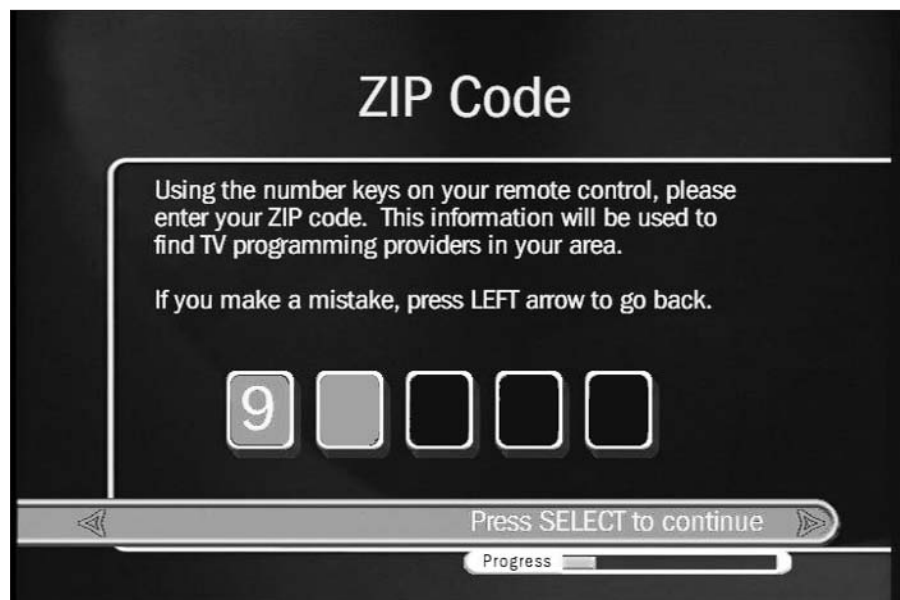 ZIP Code
Using the number keys on your remote control, please
enter your ZIP code. This information will be used to
find TV programming providers in your area.
If you make a mistake, press LEFT arrow to go back.
9
Press SELECT to continue
Progress